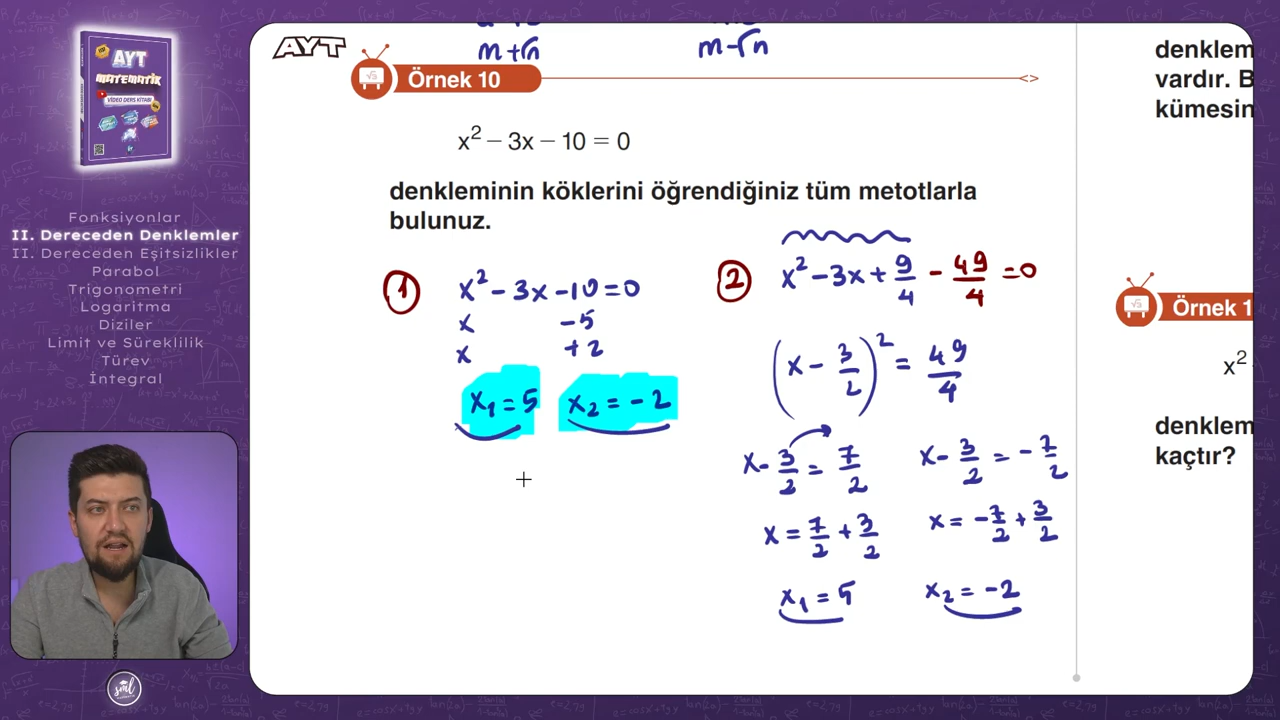 AYT
MATEMATİK
VİDEO DERS KİTABI
Fonksiyonlar
II. Dereceden Denklemler
II. Dereceden Eşitsizlikler
Parabol
Trigonometri
Logaritma
Diziler
Limit ve Süreklilik
Türev
İntegral
sml
AYT
m+√n
m-√n
Örnek 10
x² – 3x – 10 = 0
denkleminin köklerini öğrendiğiniz tüm metotlarla
bulunuz.
1
x² - 3x - 10 = 0
x -5
x +2
x₁ = 5 x₂ = -2
2
x² - 3x + 9/4 - 49/4 = 0
(x - 3/2)² = 49/4
x - 3/2 = 7/2 x - 3/2 = -7/2
x = 7/2 + 3/2 x = -7/2 + 3/2
x₁ = 5 x₂ = -2
denklem
vardır. B
kümesin
Örnek 1
x²
denklem
kaçtır?